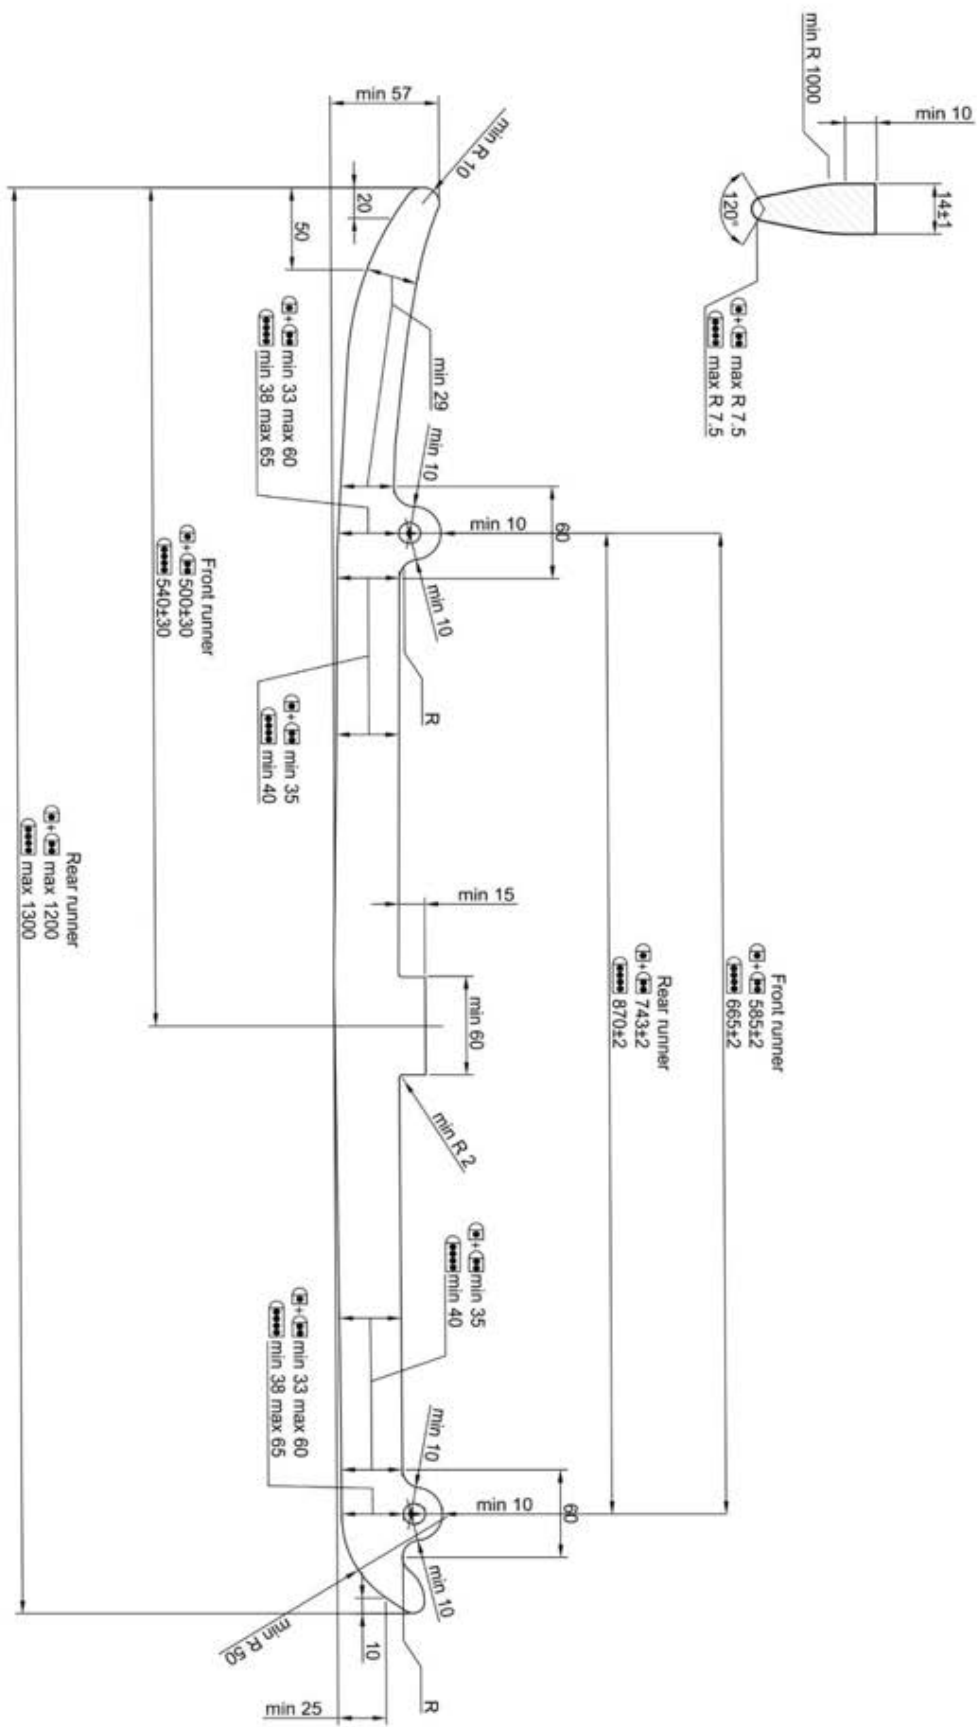 min R 1000
min 10
14±1
120°
+ max R 7.5
max R 7.5
min 57
min R 10
20
50
+ min 33 max 60
min 38 max 65
min 29
min 10
min 10
60
min 10
R
Front runner
+ 500±30
540±30
+ min 35
min 40
Rear runner
+ max 1200
max 1300
min 15
min 60
min R 2
Front runner
+ 585±2
665±2
Rear runner
+ 743±2
870±2
+ min 35
min 40
+ min 33 max 60
min 38 max 65
min 10
min 10
60
min 10
min R 50
10
R
min 25